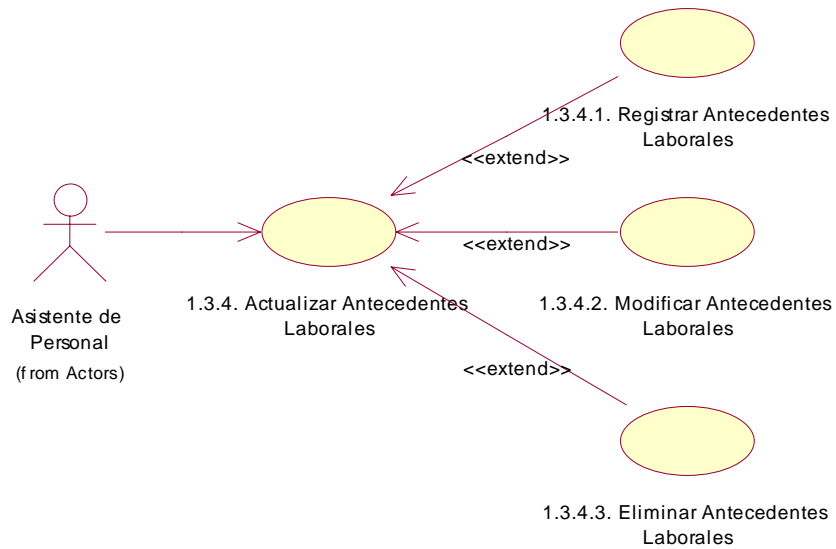 1.3.4.1. Registrar Antecedentes
Laborales
<<extend>>
<<extend>>
1.3.4. Actualizar Antecedentes
Laborales
1.3.4.2. Modificar Antecedentes
Laborales
Asistente de
Personal
(from Actors)
<<extend>>
1.3.4.3. Eliminar Antecedentes
Laborales